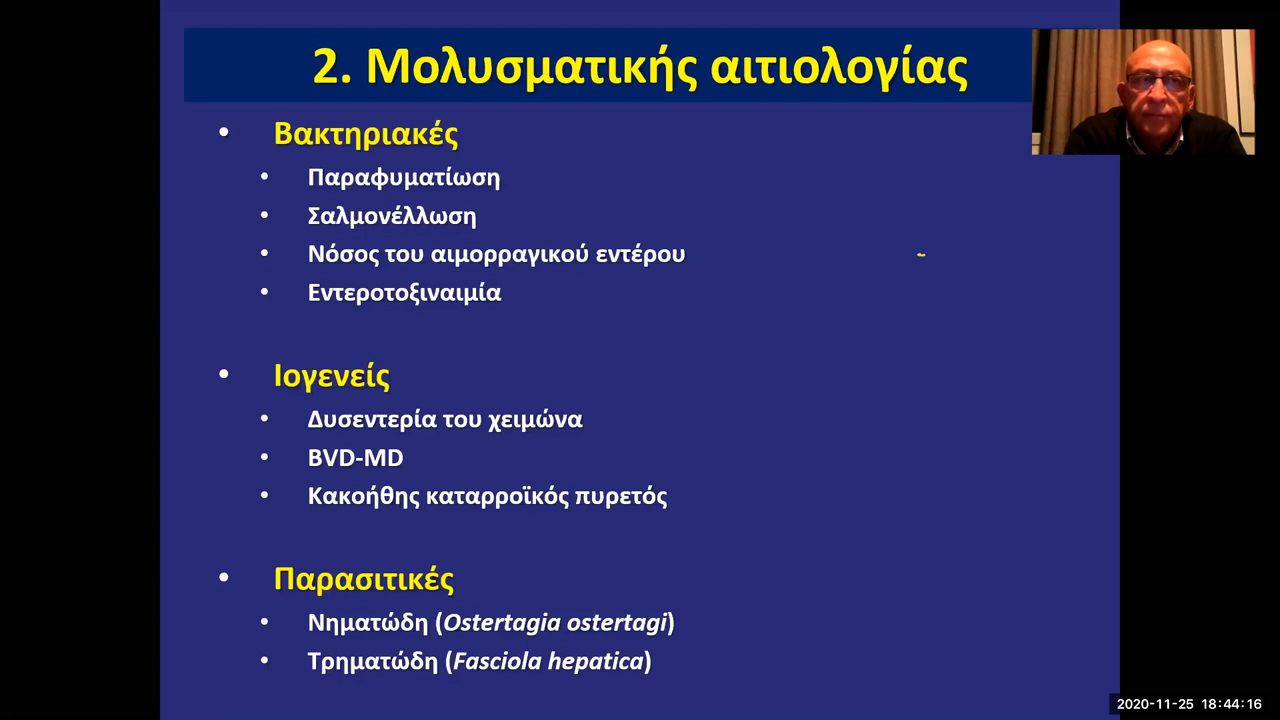 2. Μολυσματικής αιτιολογίας
• Βακτηριακές
• Παραφυματίωση
• Σαλμονέλλωση
• Νόσος του αιμορραγικού εντέρου
• Εντεροτοξιναιμία
• Ιογενείς
• Δυσεντερία του χειμώνα
• BVD-MD
• Κακοήθης καταρροϊκός πυρετός
• Παρασιτικές
• Νηματώδη (Ostertagia ostertagi)
• Τρηματώδη (Fasciola hepatica)
2020-11-25 18:44:16